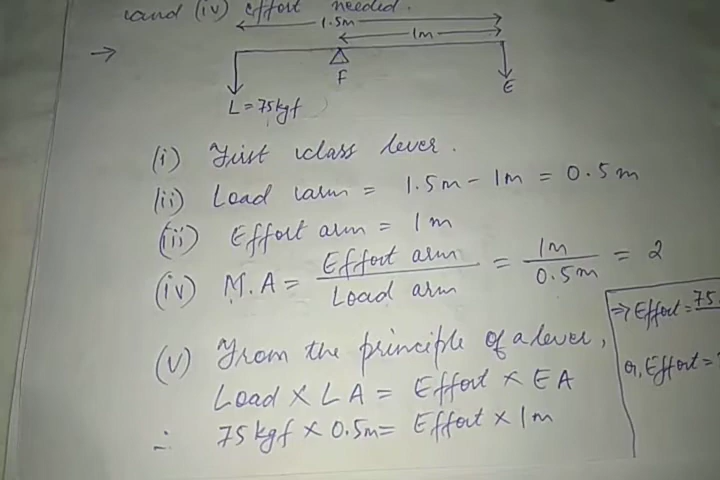 and (iv) effort needed.
1.5m
1m
→
F
E
L = 75kgf
(i) First class lever.
(ii) Load arm = 1.5m - 1m = 0.5m
(iii) Effort arm = 1m
(iv) M.A = Effort arm / Load arm = 1m / 0.5m = 2
(v) From the principle of a lever,
Load × LA = Effort × EA
∴ 75 kgf × 0.5m = Effort × 1m
⇒ Effort = 75
or, Effort =